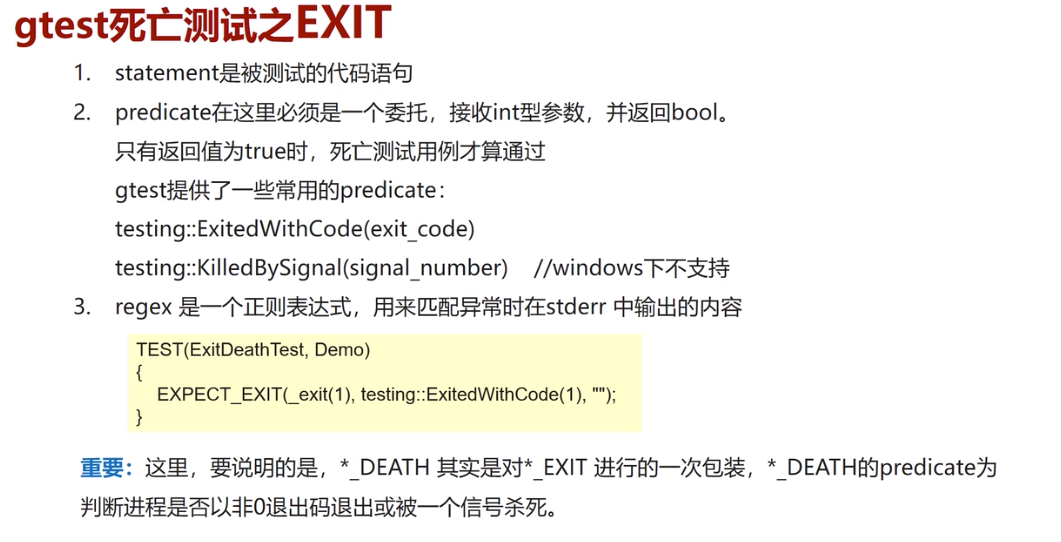 gtest死亡测试之EXIT
1. statement是被测试的代码语句
2. predicate在这里必须是一个委托，接收int型参数，并返回bool。
只有返回值为true时，死亡测试用例才算通过
gtest提供了一些常用的predicate：
testing::ExitedWithCode(exit_code)
testing::KilledBySignal(signal_number) //windows下不支持
3. regex 是一个正则表达式，用来匹配异常时在stderr 中输出的内容
TEST(ExitDeathTest, Demo)
{
EXPECT_EXIT(_exit(1), testing::ExitedWithCode(1), "");
}
重要：这里，要说明的是，*_DEATH 其实是对*_EXIT 进行的一次包装，*_DEATH的predicate为
判断进程是否以非0退出码退出或被一个信号杀死。